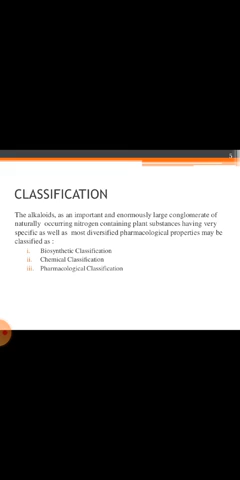 5
CLASSIFICATION
The alkaloids, as an important and enormously large conglomerate of
naturally occurring nitrogen containing plant substances having very
specific as well as most diversified pharmacological properties may be
classified as :
i. Biosynthetic Classification
ii. Chemical Classification
iii. Pharmacological Classification